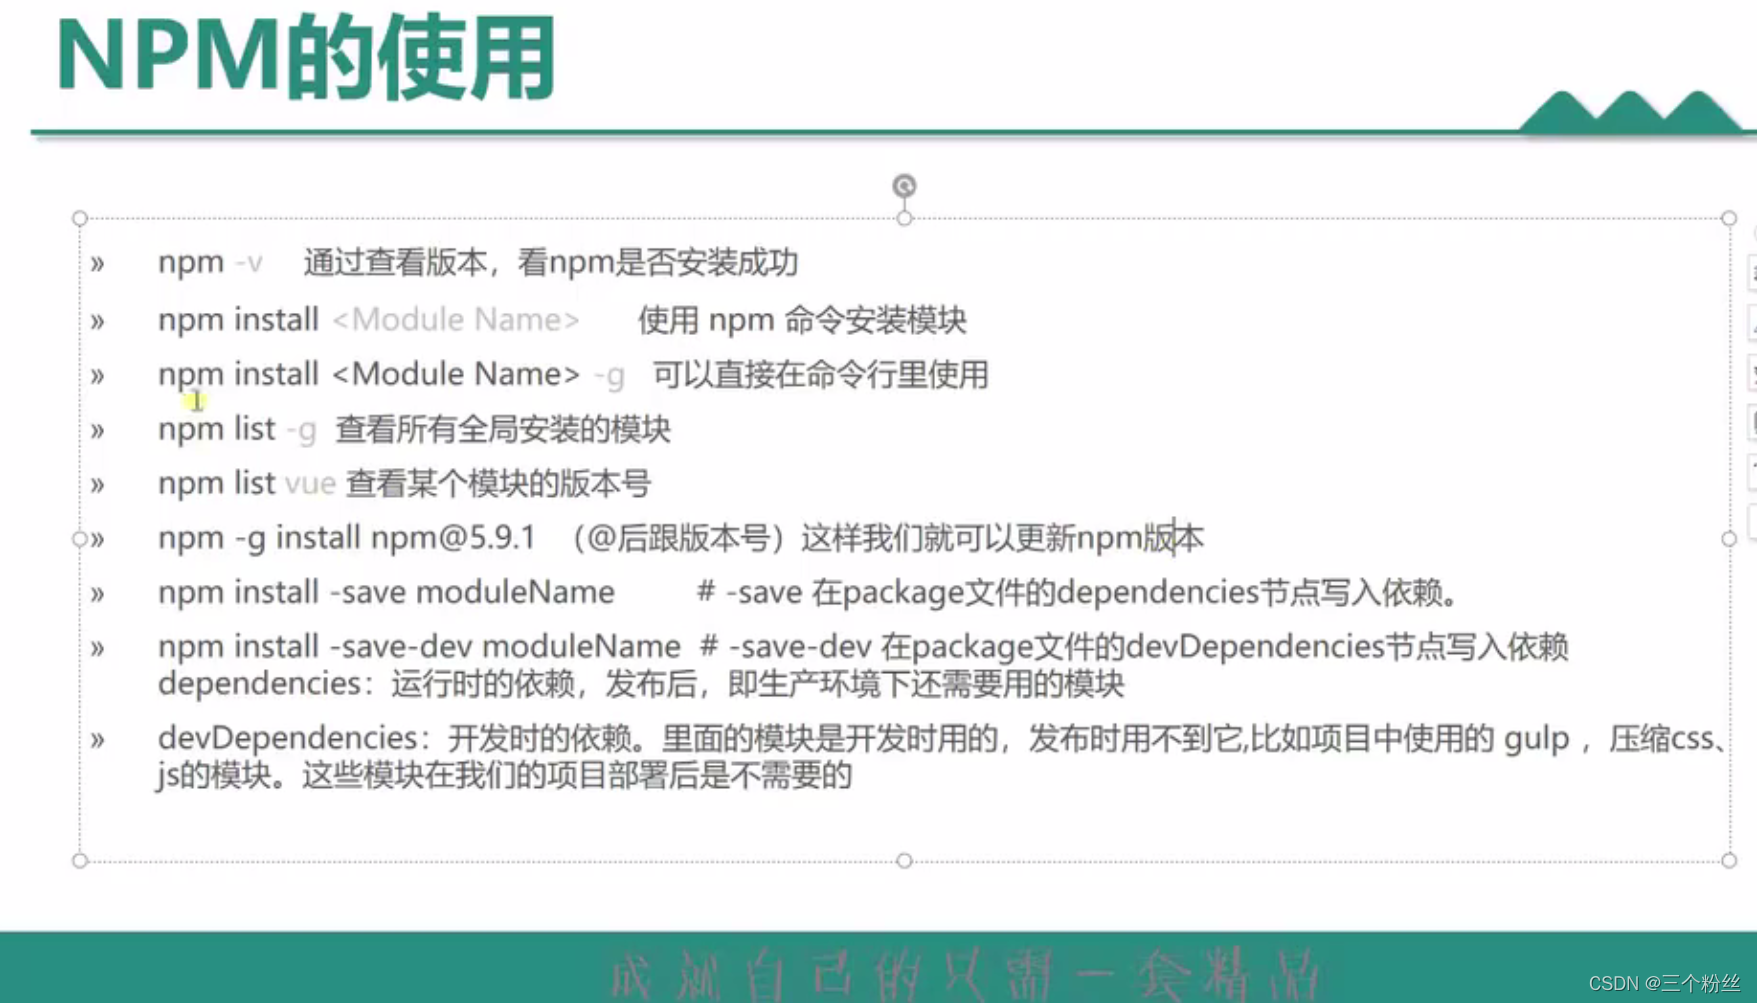 NPM的使用
» npm -v 通过查看版本，看npm是否安装成功
» npm install <Module Name> 使用 npm 命令安装模块
» npm install <Module Name> -g 可以直接在命令行里使用
» npm list -g 查看所有全局安装的模块
» npm list vue 查看某个模块的版本号
» npm -g install npm@5.9.1 （@后跟版本号）这样我们就可以更新npm版本
» npm install -save moduleName # -save 在package文件的dependencies节点写入依赖。
» npm install -save-dev moduleName # -save-dev 在package文件的devDependencies节点写入依赖
dependencies：运行时的依赖，发布后，即生产环境下还需要用的模块
» devDependencies：开发时的依赖。里面的模块是开发时用的，发布时用不到它,比如项目中使用的 gulp ，压缩css、
js的模块。这些模块在我们的项目部署后是不需要的
成就自己的只需一套精品
CSDN @三个粉丝